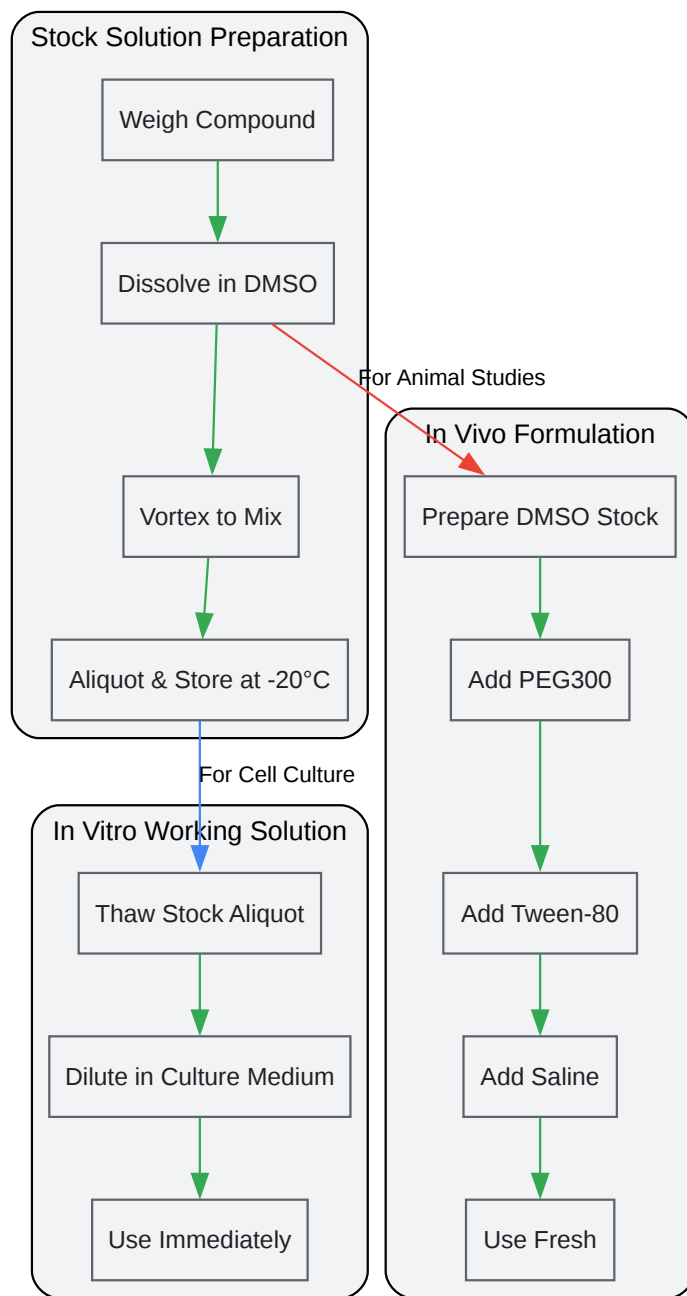 Stock Solution Preparation
Weigh Compound
Dissolve in DMSO
Vortex to Mix
Aliquot & Store at -20°C
For Cell Culture
In Vitro Working Solution
Thaw Stock Aliquot
Dilute in Culture Medium
Use Immediately
For Animal Studies
In Vivo Formulation
Prepare DMSO Stock
Add PEG300
Add Tween-80
Add Saline
Use Fresh